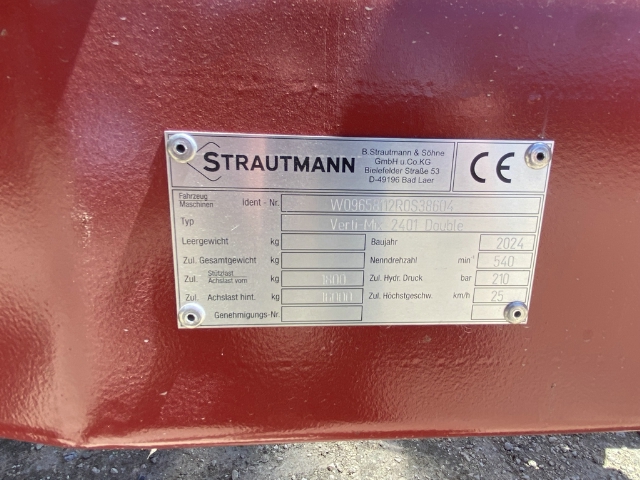 STRAUTMANN
B.Strautmann & Söhne
GmbH u.Co.KG
Bielefelder Straße 53
D-49196 Bad Laer
CE
Fahrzeug Maschinen Ident - Nr.
Typ Verti-Mix 2401 Double
Leergewicht kg Baujahr 2024
Zul. Gesamtgewicht kg Nenndrehzahl min⁻¹ 540
Zul. Stützlast Achslast vorn kg 1800 Zul. Hydr. Druck bar 210
Zul. Achslast hint. kg 16000 Zul. Höchstgeschw. km/h 25
Genehmigungs-Nr.